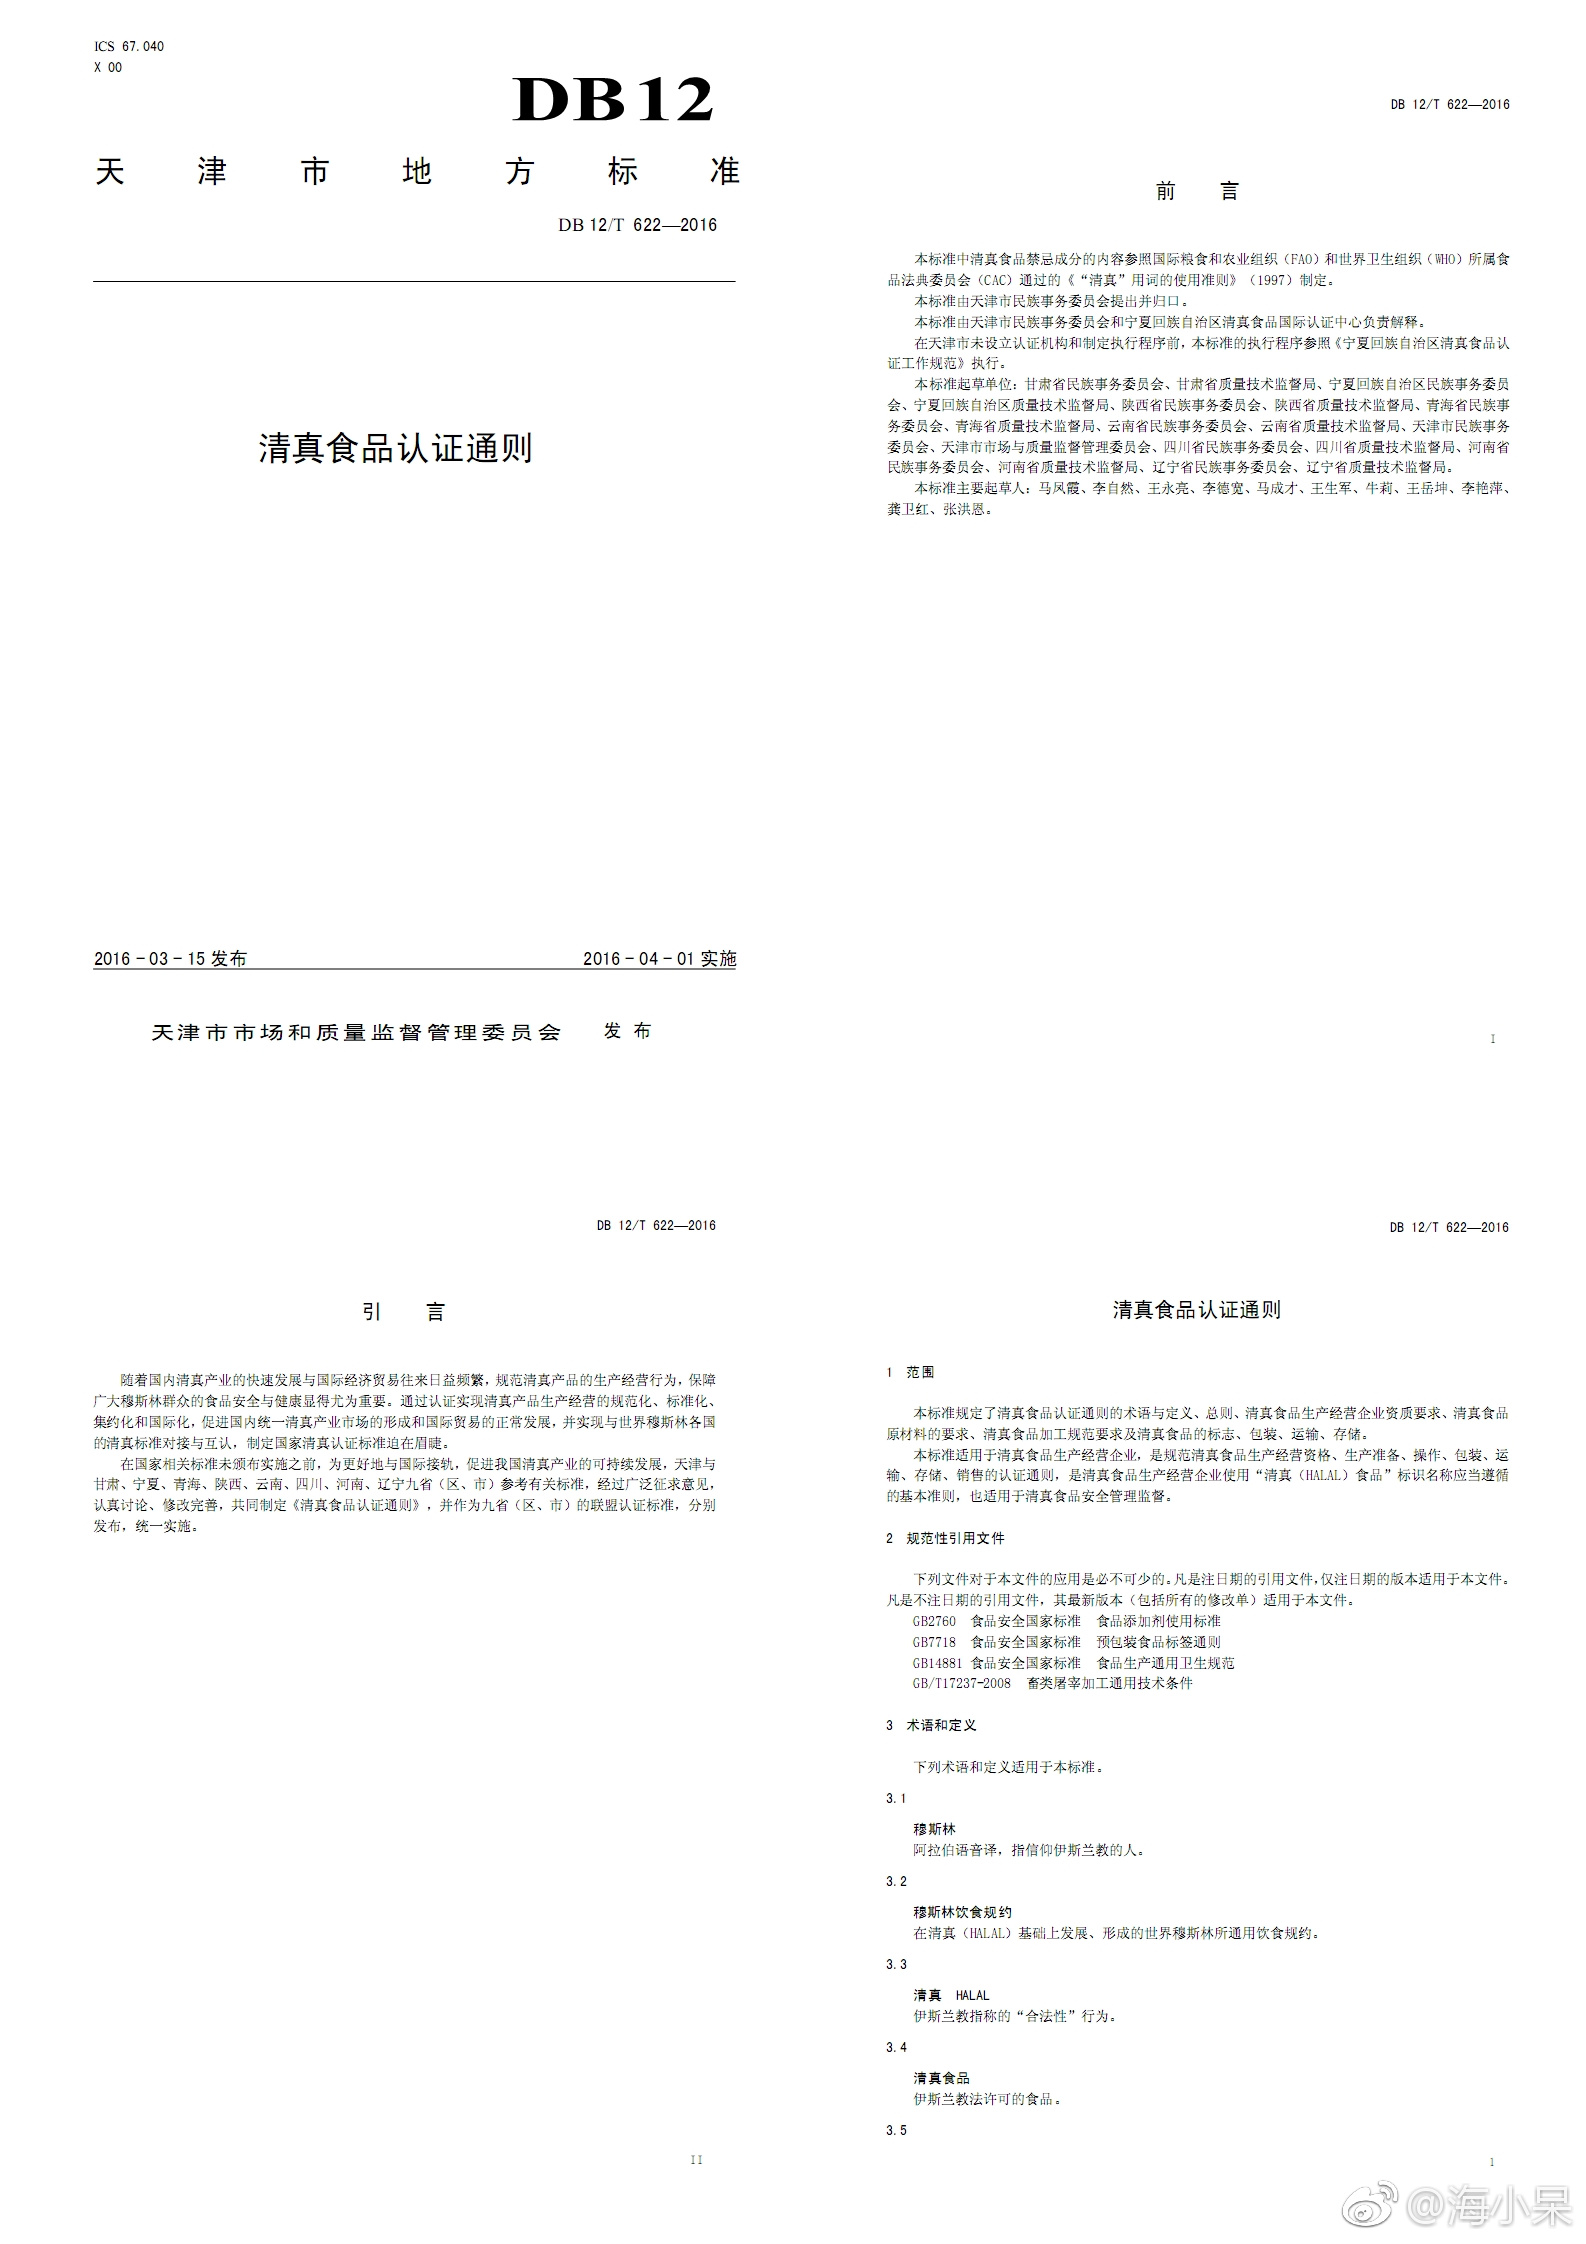 ICS 67.040
X 00
DB12
天津市地方标准
DB 12/T 622—2016
清真食品认证通则
2016-03-15 发布
2016-04-01 实施
天津市市场和质量监督管理委员会 发布
DB 12/T 622—2016
前 言
本标准中清真食品禁忌成分的内容参照国际粮食和农业组织（FAO）和世界卫生组织（WHO）所属食
品法典委员会（CAC）通过的《“清真”用词的使用准则》（1997）制定。
本标准由天津市民族事务委员会提出并归口。
本标准由天津市民族事务委员会和宁夏回族自治区清真食品国际认证中心负责解释。
在天津市未设立认证机构和制定执行程序前，本标准的执行程序参照《宁夏回族自治区清真食品认
证工作规范》执行。
本标准起草单位：甘肃省民族事务委员会、甘肃省质量技术监督局、宁夏回族自治区民族事务委员
会、宁夏回族自治区质量技术监督局、陕西省民族事务委员会、陕西省质量技术监督局、青海省民族事
务委员会、青海省质量技术监督局、云南省民族事务委员会、云南省质量技术监督局、天津市民族事务
委员会、天津市市场与质量监督管理委员会、四川省民族事务委员会、四川省质量技术监督局、河南省
民族事务委员会、河南省质量技术监督局、辽宁省民族事务委员会、辽宁省质量技术监督局。
本标准主要起草人：马凤霞、李自然、王永亮、李德宽、马成才、王生军、牛莉、王岳坤、李艳萍、
龚卫红、张洪恩。
I
DB 12/T 622—2016
引 言
随着国内清真产业的快速发展与国际经济贸易往来日益频繁，规范清真产品的生产经营行为，保障
广大穆斯林群众的食品安全与健康显得尤为重要。通过认证实现清真产品生产经营的规范化、标准化、
集约化和国际化，促进国内统一清真产业市场的形成和国际贸易的正常发展，并实现与世界穆斯林各国
的清真标准对接与互认，制定国家清真认证标准迫在眉睫。
在国家相关标准未颁布实施之前，为更好地与国际接轨，促进我国清真产业的可持续发展，天津与
甘肃、宁夏、青海、陕西、云南、四川、河南、辽宁九省（区、市）参考有关标准，经过广泛征求意见，
认真讨论、修改完善，共同制定《清真食品认证通则》，并作为九省（区、市）的联盟认证标准，分别
发布，统一实施。
II
DB 12/T 622—2016
清真食品认证通则
1 范围
本标准规定了清真食品认证通则的术语与定义、总则、清真食品生产经营企业资质要求、清真食品
原材料的要求、清真食品加工规范要求及清真食品的标志、包装、运输、存储。
本标准适用于清真食品生产经营企业，是规范清真食品生产经营资格、生产准备、操作、包装、运
输、存储、销售的认证通则，是清真食品生产经营企业使用“清真（HALAL）食品”标识名称应当遵循
的基本准则，也适用于清真食品安全管理监督。
2 规范性引用文件
下列文件对于本文件的应用是必不可少的。凡是注日期的引用文件，仅注日期的版本适用于本文件。
凡是不注日期的引用文件，其最新版本（包括所有的修改单）适用于本文件。
GB2760 食品安全国家标准 食品添加剂使用标准
GB7718 食品安全国家标准 预包装食品标签通则
GB14881 食品安全国家标准 食品生产通用卫生规范
GB/T17237-2008 畜类屠宰加工通用技术条件
3 术语和定义
下列术语和定义适用于本标准。
3.1
穆斯林
阿拉伯语音译，指信仰伊斯兰教的人。
3.2
穆斯林饮食规约
在清真（HALAL）基础上发展、形成的世界穆斯林所通用饮食规约。
3.3
清真 HALAL
伊斯兰教指称的“合法性”行为。
3.4
清真食品
伊斯兰教法许可的食品。
3.5
1
@海小呆